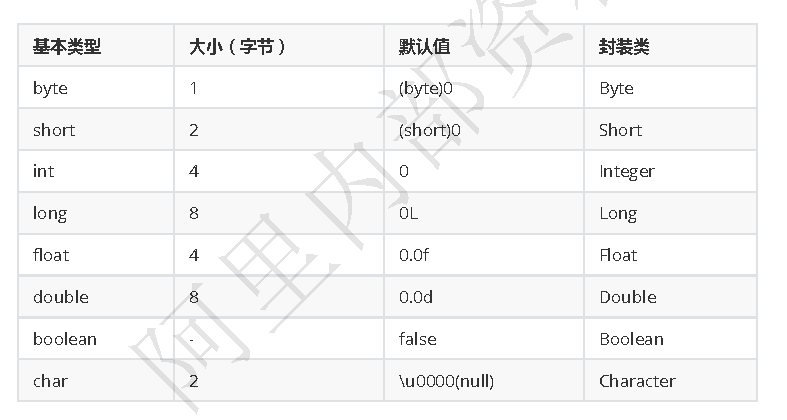 基本类型 大小（字节） 默认值 封装类
byte 1 (byte)0 Byte
short 2 (short)0 Short
int 4 0 Integer
long 8 0L Long
float 4 0.0f Float
double 8 0.0d Double
boolean - false Boolean
char 2 \u0000(null) Character
阿里内部资